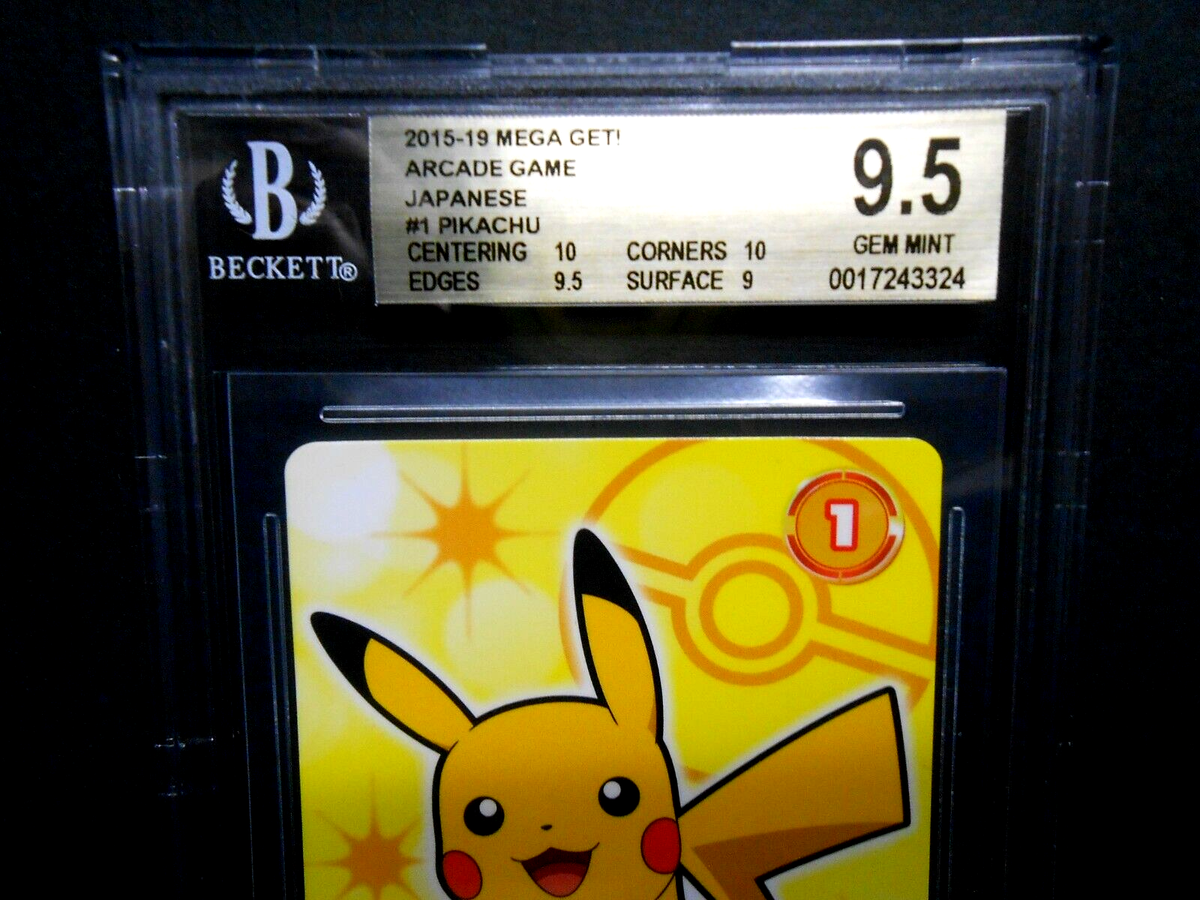 B
BECKETT®
2015-19 MEGA GET!
ARCADE GAME
JAPANESE
#1 PIKACHU
CENTERING 10 CORNERS 10
EDGES 9.5 SURFACE 9
9.5
GEM MINT
0017243324
1